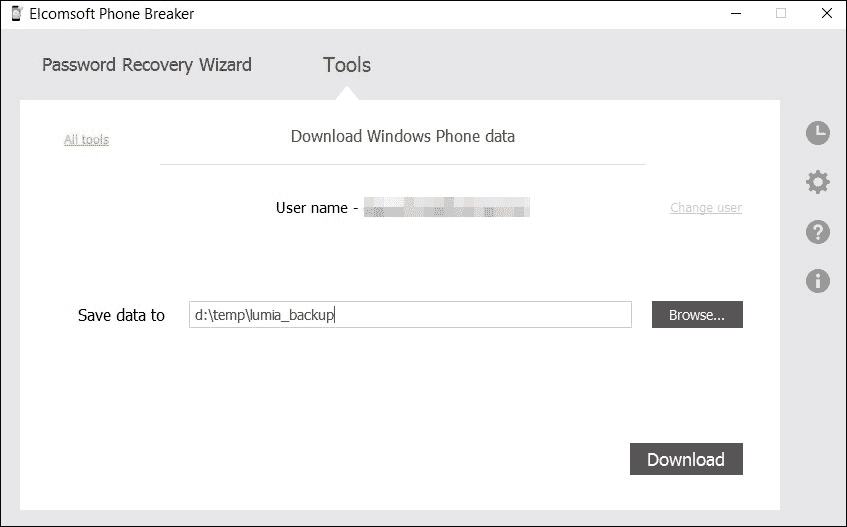 Elcomsoft Phone Breaker
Password Recovery Wizard Tools
All tools
Download Windows Phone data
User name -
Change user
Save data to d:\temp\lumia_backup Browse...
Download